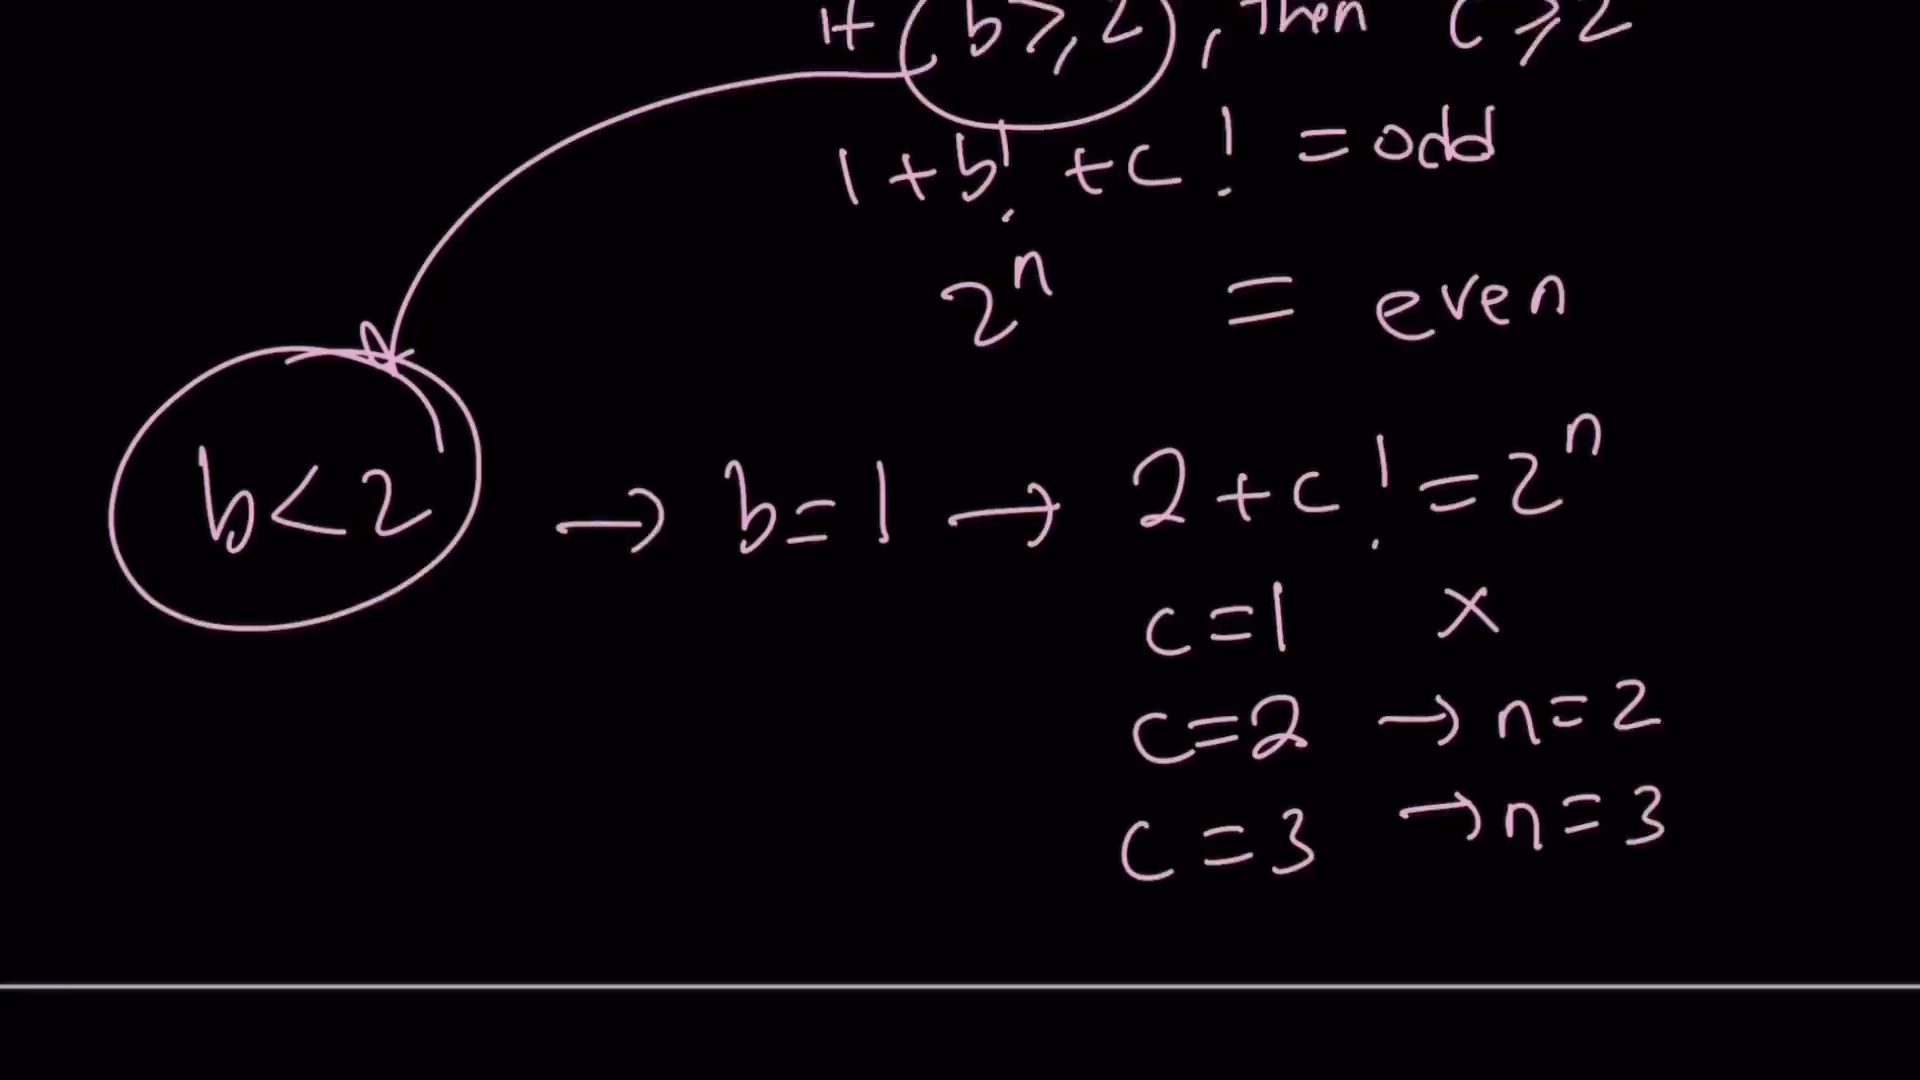 If b ≥ 2, Then c ≥ 2
1 + b! + c! = odd
2ⁿ = even
b < 2 → b = 1 → 2 + c! = 2ⁿ
c = 1 ×
c = 2 → n = 2
c = 3 → n = 3